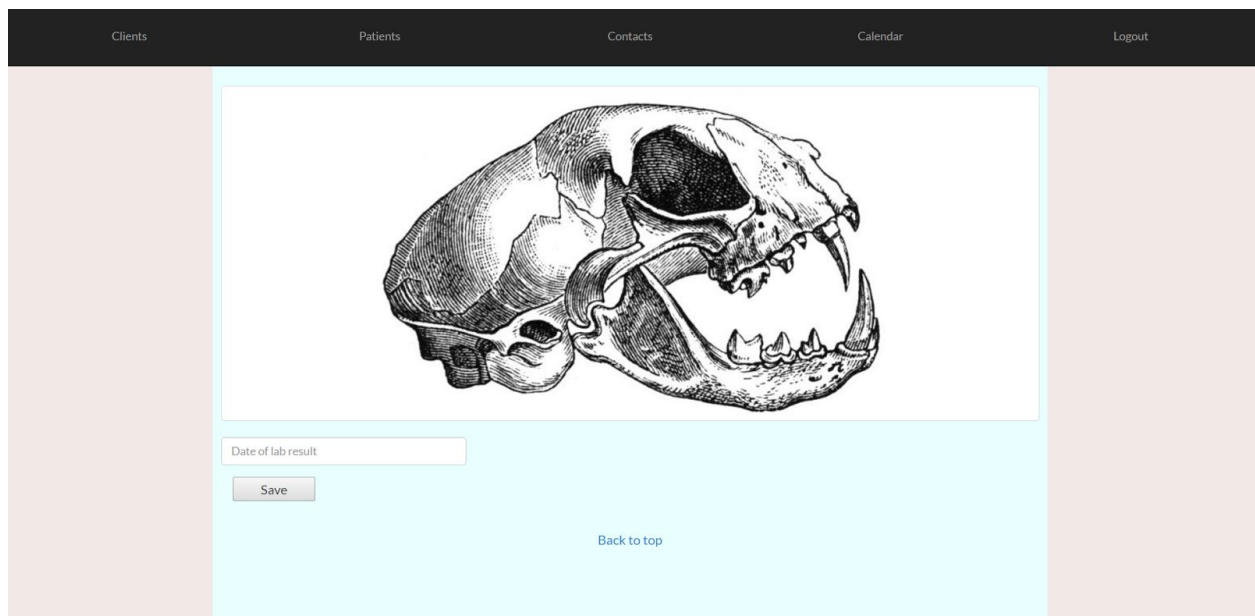 Clients Patients Contacts Calendar Logout
Date of lab result
Save
Back to top